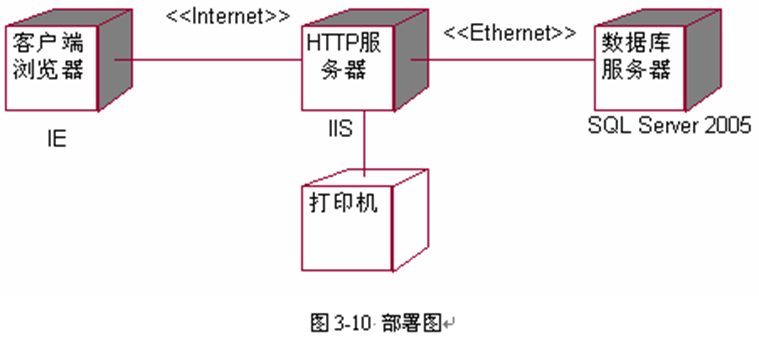 <<Internet>>
<<Ethernet>>
客户端
浏览器
HTTP服
务器
数据库
服务器
IE
IIS
SQL Server 2005
打印机
图 3-10 部署图